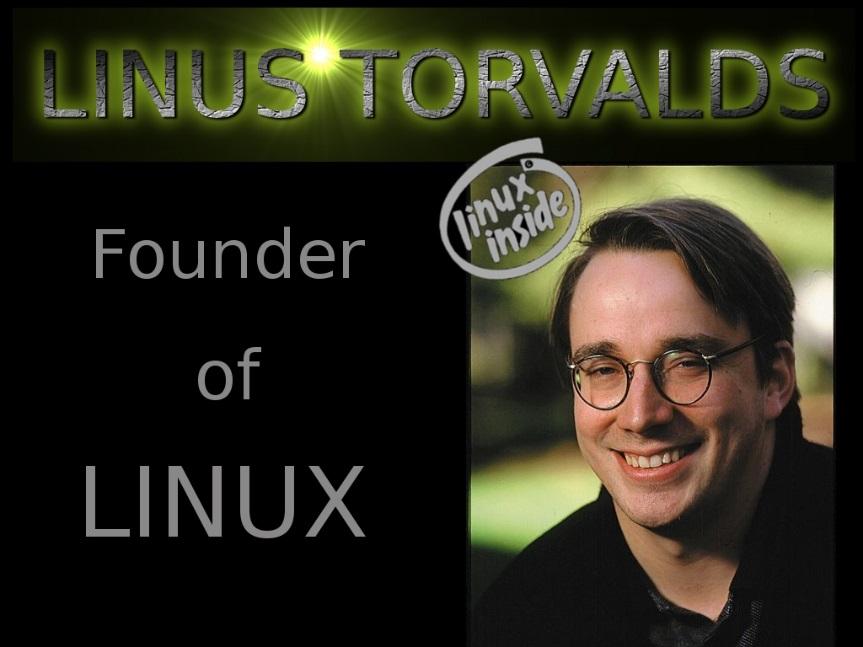 LINUS TORVALDS
linux
inside
Founder
of
LINUX